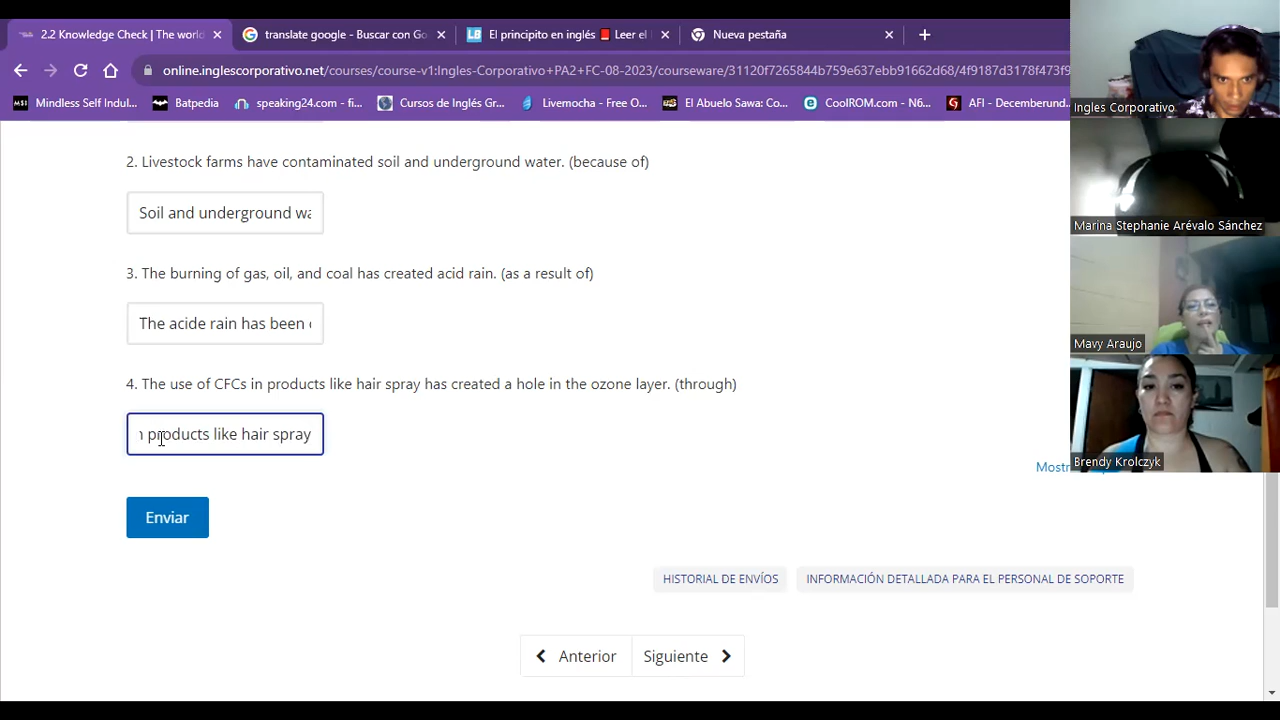 2.2 Knowledge Check | The world
translate google - Buscar con Go
El principito en inglés 📕 Leer el
Nueva pestaña
online.inglescorporativo.net/courses/course-v1:Ingles-Corporativo+PA2+FC-08-2023/courseware/31120f7265844b759e637ebb91662d68/4f9187d3178f473f9
Mindless Self Indul...
Batpedia
speaking24.com - fi...
Cursos de Inglés Gr...
Livemocha - Free O...
El Abuelo Sawa: Co...
CoolROM.com - N6...
AFI - Decemberund...
2. Livestock farms have contaminated soil and underground water. (because of)
Soil and underground wa
3. The burning of gas, oil, and coal has created acid rain. (as a result of)
The acide rain has been
4. The use of CFCs in products like hair spray has created a hole in the ozone layer. (through)
products like hair spray
Enviar
HISTORIAL DE ENVÍOS
INFORMACIÓN DETALLADA PARA EL PERSONAL DE SOPORTE
Anterior
Siguiente
Ingles Corporativo
Marina Stephanie Arévalo Sánchez
Mavy Araujo
Brendy Krolczyk